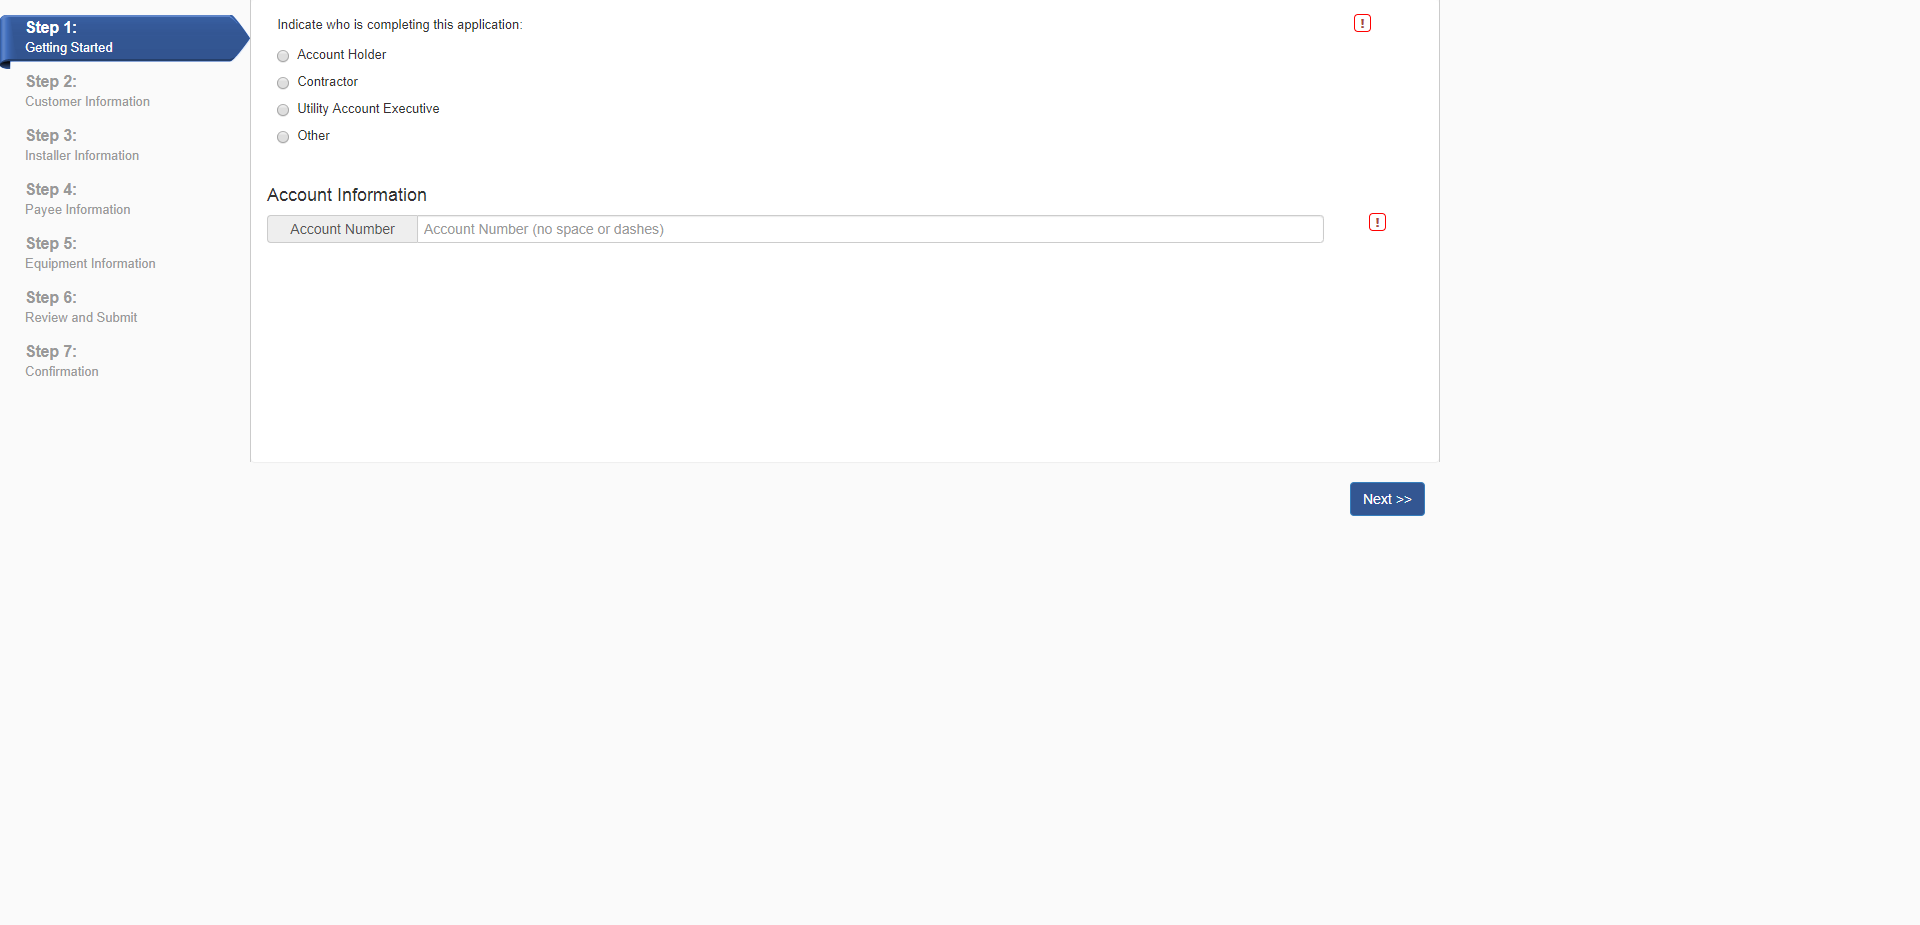 Step 1:
Getting Started
Step 2:
Customer Information
Step 3:
Installer Information
Step 4:
Payee Information
Step 5:
Equipment Information
Step 6:
Review and Submit
Step 7:
Confirmation
Indicate who is completing this application:
!
Account Holder
Contractor
Utility Account Executive
Other
Account Information
Account Number Account Number (no space or dashes)
!
Next >>